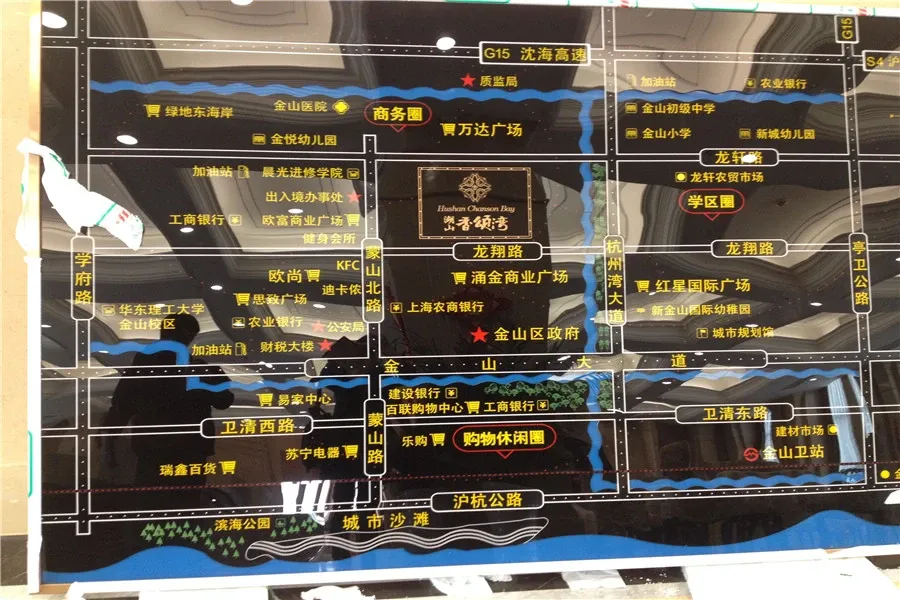 G15
G15 沈海高速
S4 沪
质监局
加油站
农业银行
绿地东海岸
金山医院
商务圈
万达广场
金山初级中学
金悦幼儿园
金山小学
新城幼儿园
龙轩路
加油站
晨光进修学院
龙轩农贸市场
出入境办事处
Hushan Chanson Bay
湖山
香颂湾
学区圈
工商银行
欧富商业广场
健身会所
学府路
蒙山北路
龙翔路
杭州湾大道
龙翔路
亭卫公路
KFC
欧尚
涌金商业广场
红星国际广场
迪卡侬
思致广场
上海农商银行
新金山国际幼稚园
华东理工大学
金山校区
农业银行
公安局
金山区政府
城市规划馆
加油站
财税大楼
金山大道
建设银行
易家中心
百联购物中心
工商银行
卫清西路
蒙山路
卫清东路
乐购
购物休闲圈
建材市场
苏宁电器
金山卫站
瑞鑫百货
沪杭公路
滨海公园
城市沙滩